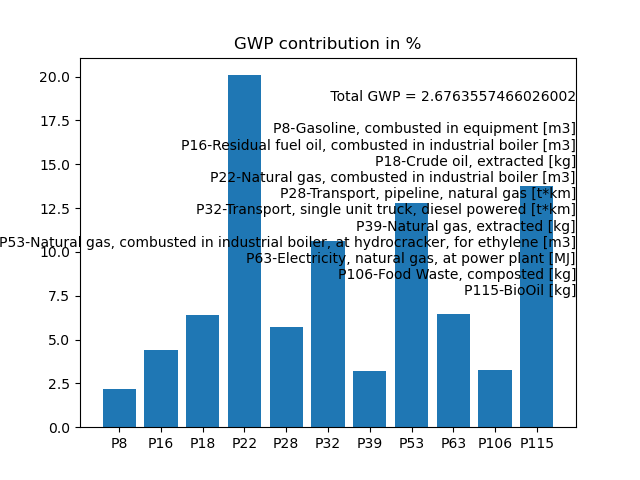 GWP contribution in %
20.0
17.5
15.0
12.5
10.0
7.5
5.0
2.5
0.0
Total GWP = 2.6763557466026002
P8-Gasoline, combusted in equipment [m3]
P16-Residual fuel oil, combusted in industrial boiler [m3]
P18-Crude oil, extracted [kg]
P22-Natural gas, combusted in industrial boiler [m3]
P28-Transport, pipeline, natural gas [t*km]
P32-Transport, single unit truck, diesel powered [t*km]
P39-Natural gas, extracted [kg]
P53-Natural gas, combusted in industrial boiler, at hydrocracker, for ethylene [m3]
P63-Electricity, natural gas, at power plant [MJ]
P106-Food Waste, composted [kg]
P115-BioOil [kg]
P8 P16 P18 P22 P28 P32 P39 P53 P63 P106 P115